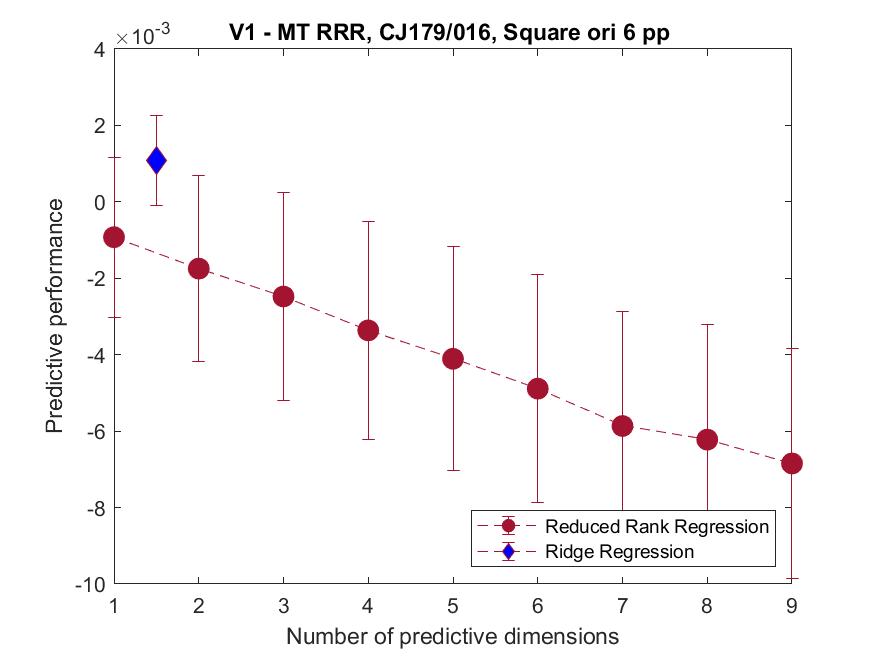 ×10-3
V1 - MT RRR, CJ179/016, Square ori 6 pp
4
2
0
-2
-4
-6
-8
-10
Predictive performance
Reduced Rank Regression
Ridge Regression
1 2 3 4 5 6 7 8 9
Number of predictive dimensions